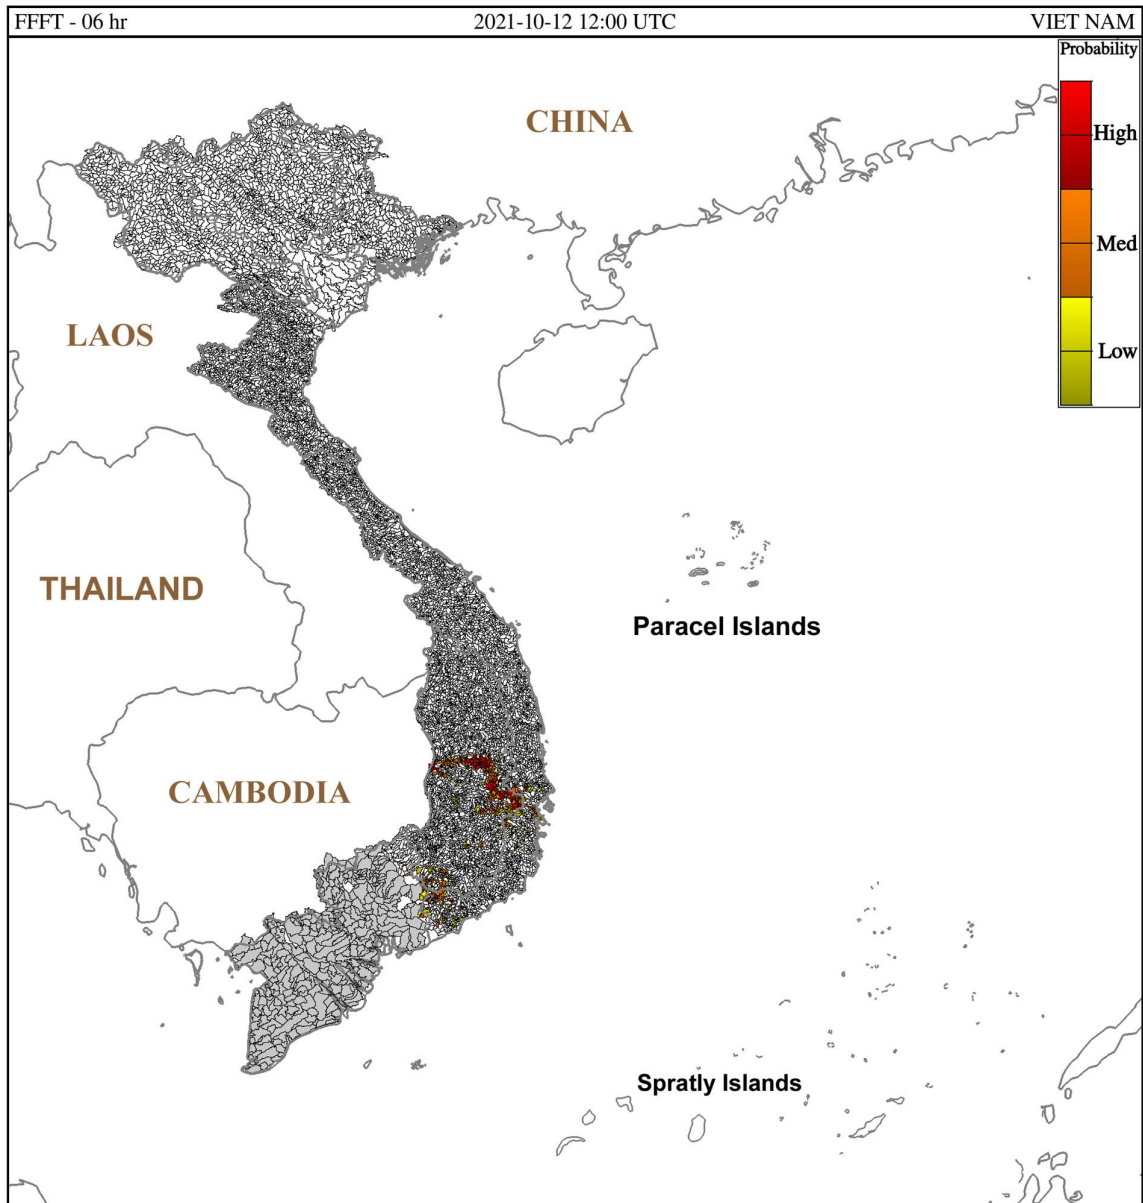 FFFT - 06 hr
2021-10-12 12:00 UTC
VIET NAM
Probability
High
Med
Low
CHINA
LAOS
THAILAND
Paracel Islands
CAMBODIA
Spratly Islands